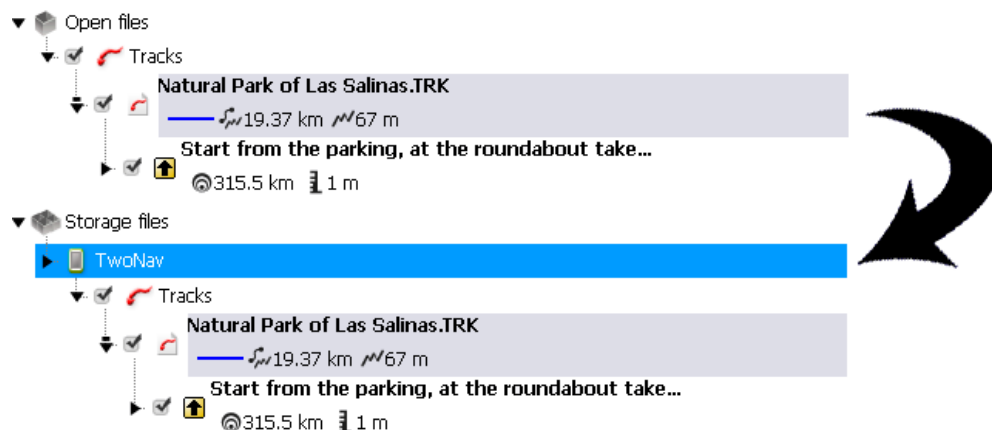 Open files
Tracks
Natural Park of Las Salinas.TRK
19.37 km 67 m
Start from the parking, at the roundabout take...
315.5 km 1 m
Storage files
TwoNav
Tracks
Natural Park of Las Salinas.TRK
19.37 km 67 m
Start from the parking, at the roundabout take...
315.5 km 1 m